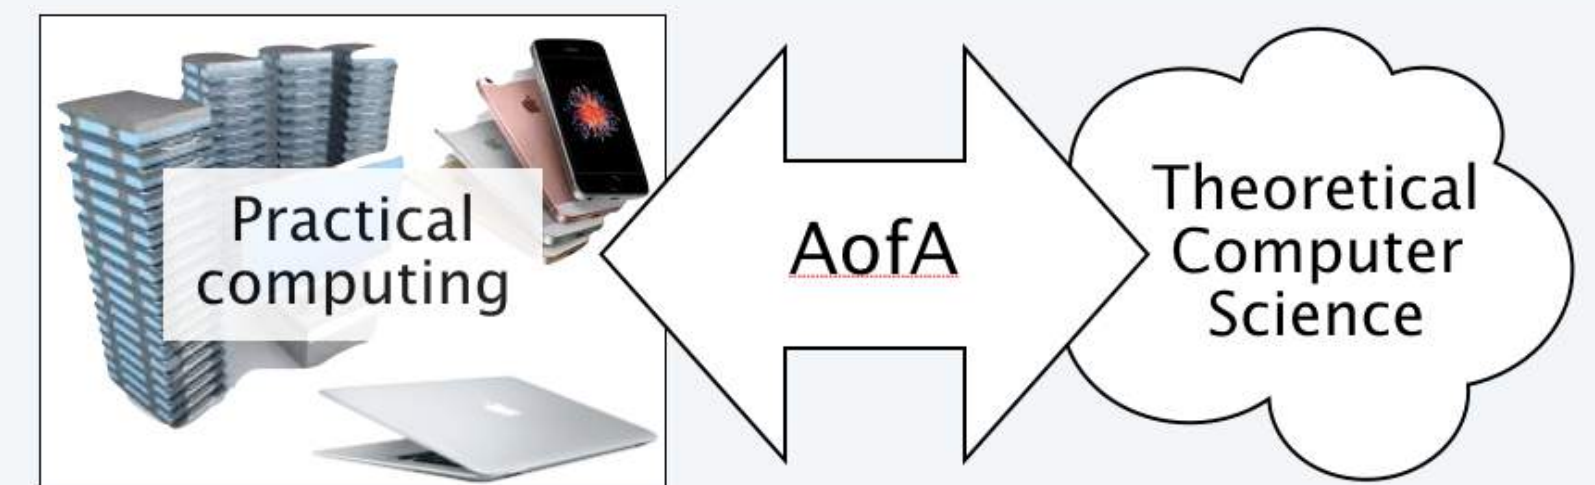 Practical
computing
AofA
Theoretical
Computer
Science